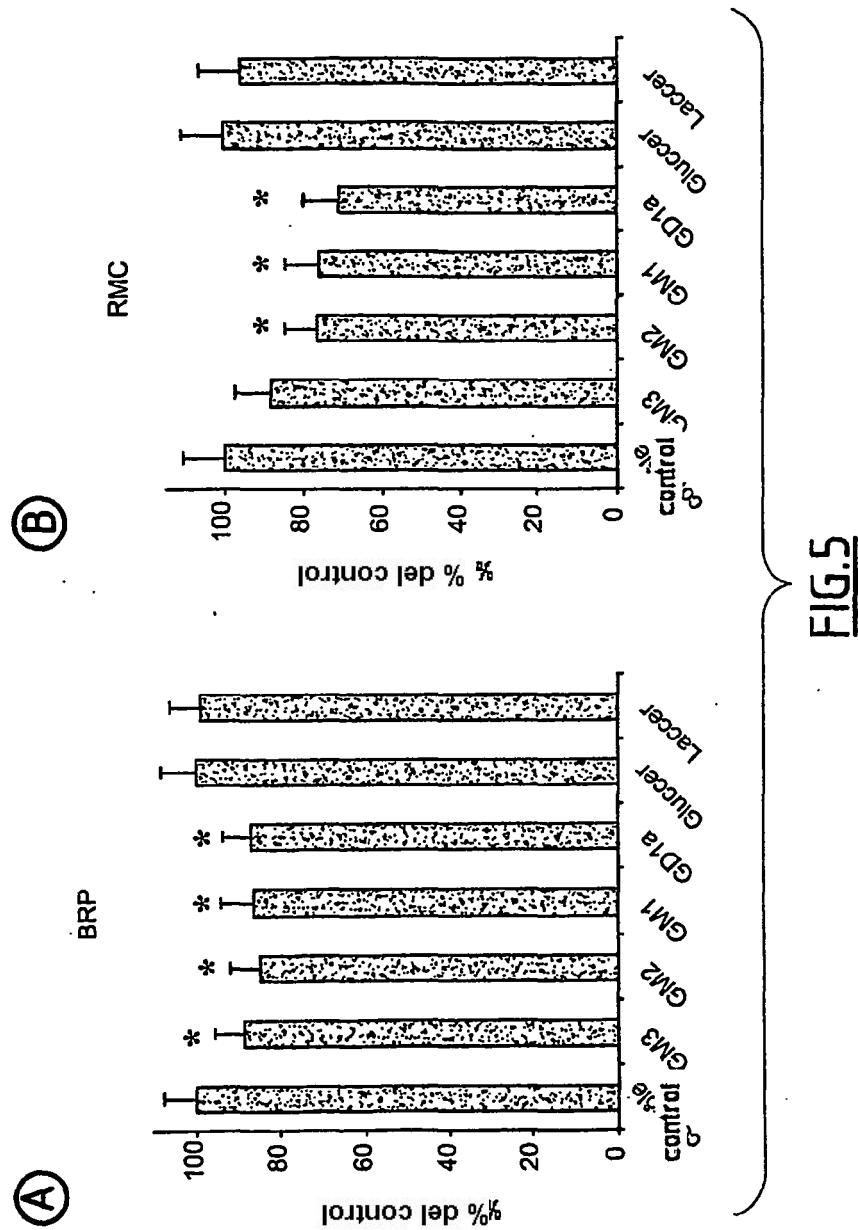 A
BRP
% del control
100
80
60
40
20
0
control
GM3
GM2
GM1
GD1a
Gluccer
Laccer
* * * *
B
RMC
% del control
100
80
60
40
20
0
control
GM3
GM2
GM1
GD1a
Gluccer
Laccer
* * *
FIG.5